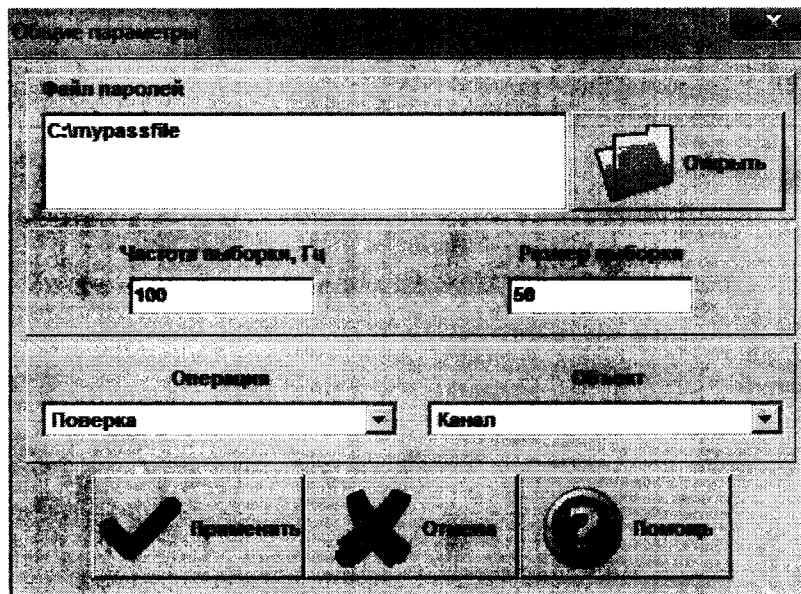 Общие параметры
Файл паролей
C:\mypassfile
Открыть
Частота выборки, Гц
Размер выборки
100
50
Операция
Объект
Поверка
Канал
Применить
Отмена
Помощь